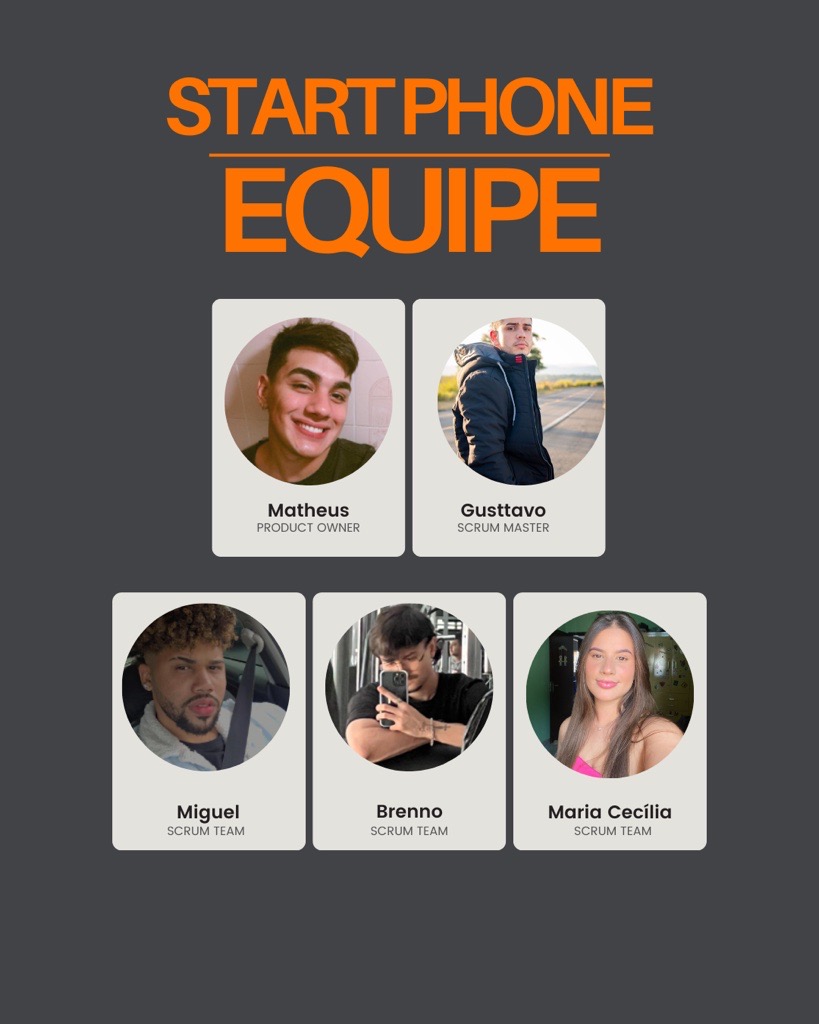 START PHONE
EQUIPE
Matheus
PRODUCT OWNER
Gusttavo
SCRUM MASTER
Miguel
SCRUM TEAM
Brenno
SCRUM TEAM
Maria Cecília
SCRUM TEAM